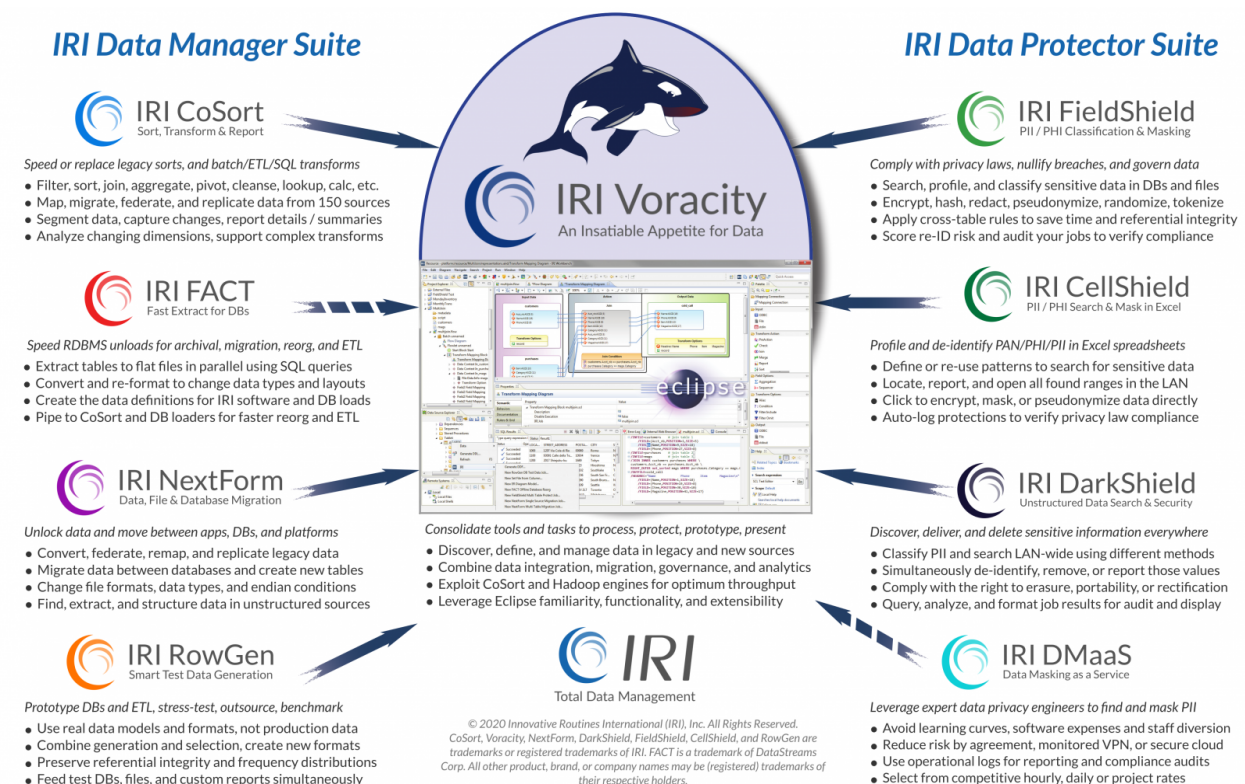 IRI Data Manager Suite
IRI CoSort
Sort, Transform & Report
Speed or replace legacy sorts, and batch/ETL/SQL transforms
● Filter, sort, join, aggregate, pivot, cleanse, lookup, calc, etc.
● Map, migrate, federate, and replicate data from 150 sources
● Segment data, capture changes, report details / summaries
● Analyze changing dimensions, support complex transforms
IRI FACT
Fast Extract for DBs
Speed RDBMS unloads for archival, migration, reorg, and ETL
● Extract tables to flat files in parallel using SQL queries
● Convert and re-format to change data types and layouts
● Create the data definitions for IRI software and DB loads
● Pipe to CoSort and DB loaders for faster reorg and ETL
IRI NextForm
Data, File & Database Migration
Unlock data and move between apps, DBs, and platforms
● Convert, federate, remap, and replicate legacy data
● Migrate data between databases and create new tables
● Change file formats, data types, and endian conditions
● Find, extract, and structure data in unstructured sources
IRI RowGen
Smart Test Data Generation
Prototype DBs and ETL, stress-test, outsource, benchmark
● Use real data models and formats, not production data
● Combine generation and selection, create new formats
● Preserve referential integrity and frequency distributions
● Feed test DBs, files, and custom reports simultaneously
IRI Voracity
An Insatiable Appetite for Data
eclipse
Consolidate tools and tasks to process, protect, prototype, present
● Discover, define, and manage data in legacy and new sources
● Combine data integration, migration, governance, and analytics
● Exploit CoSort and Hadoop engines for optimum throughput
● Leverage Eclipse familiarity, functionality, and extensibility
IRI
Total Data Management
© 2020 Innovative Routines International (IRI), Inc. All Rights Reserved.
CoSort, Voracity, NextForm, DarkShield, FieldShield, CellShield, and RowGen are
trademarks or registered trademarks of IRI. FACT is a trademark of DataStreams
Corp. All other product, brand, or company names may be (registered) trademarks of
their respective holders.
IRI Data Protector Suite
IRI FieldShield
PII / PHI Classification & Masking
Comply with privacy laws, nullify breaches, and govern data
● Search, profile, and classify sensitive data in DBs and files
● Encrypt, hash, redact, pseudonymize, randomize, tokenize
● Apply cross-table rules to save time and referential integrity
● Score re-ID risk and audit your jobs to verify compliance
IRI CellShield
PII / PHI Search & Mask in Excel
Profile and de-identify PAN/PHI/PII in Excel spreadsheets
● Define or re-use patterns to search for sensitive data
● Locate, report, and open all found ranges in the LAN
● Click to encrypt, mask, or pseudonymize data directly
● Auto-log protections to verify privacy law compliance
IRI DarkShield
Unstructured Data Search & Security
Discover, deliver, and delete sensitive information everywhere
● Classify PII and search LAN-wide using different methods
● Simultaneously de-identify, remove, or report those values
● Comply with the right to erasure, portability, or rectification
● Query, analyze, and format job results for audit and display
IRI DMaaS
Data Masking as a Service
Leverage expert data privacy engineers to find and mask PII
● Avoid learning curves, software expenses and staff diversion
● Reduce risk by agreement, monitored VPN, or secure cloud
● Use operational logs for reporting and compliance audits
● Select from competitive hourly, daily or project rates